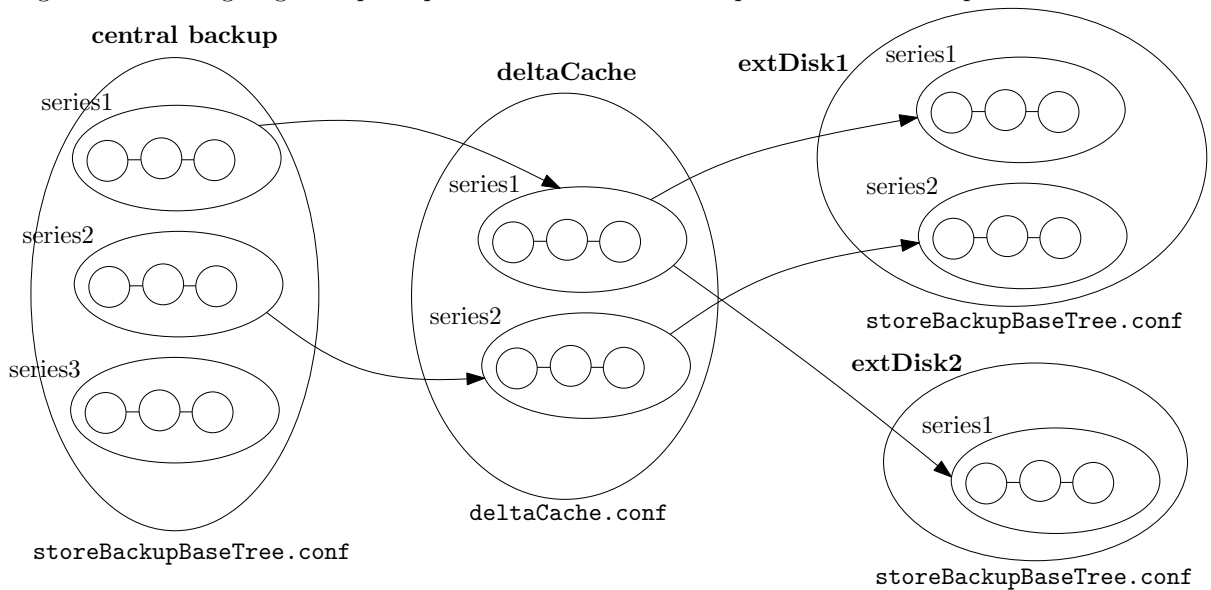 central backup
series1
series2
series3
storeBackupBaseTree.conf
deltaCache
series1
series2
deltaCache.conf
extDisk1
series1
series2
storeBackupBaseTree.conf
extDisk2
series1
storeBackupBaseTree.conf